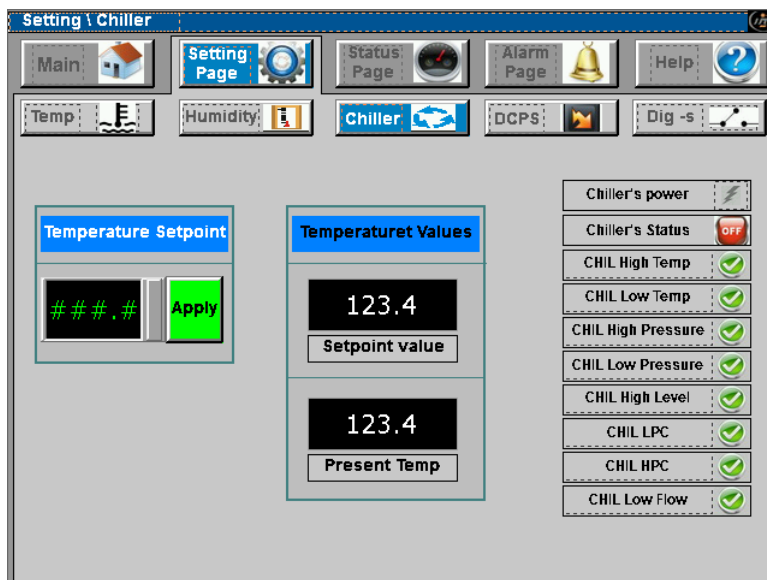 Setting \ Chiller
Main
Setting
Page
Status
Page
Alarm
Page
Help
Temp
Humidity
Chiller
DCPS
Dig -s
Temperature Setpoint
###.#
Apply
Temperaturet Values
123.4
Setpoint value
123.4
Present Temp
Chiller's power
Chiller's Status
OFF
CHIL High Temp
CHIL Low Temp
CHIL High Pressure
CHIL Low Pressure
CHIL High Level
CHIL LPC
CHIL HPC
CHIL Low Flow